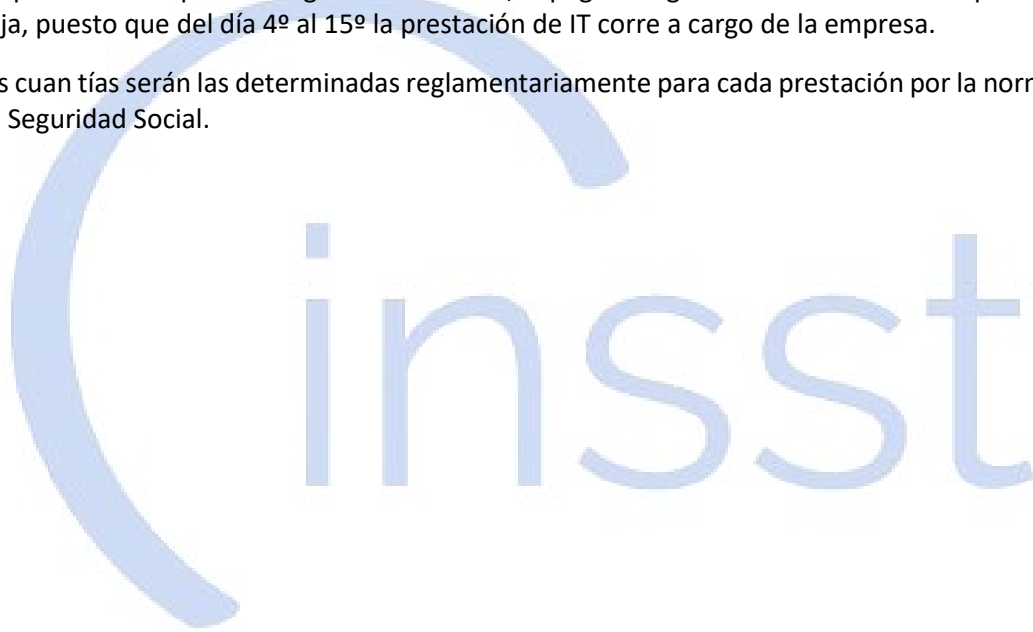 ja, puesto que del día 4º al 15º la prestación de IT corre a cargo de la empresa.
s cuan tías serán las determinadas reglamentariamente para cada prestación por la
Seguridad Social.
insst